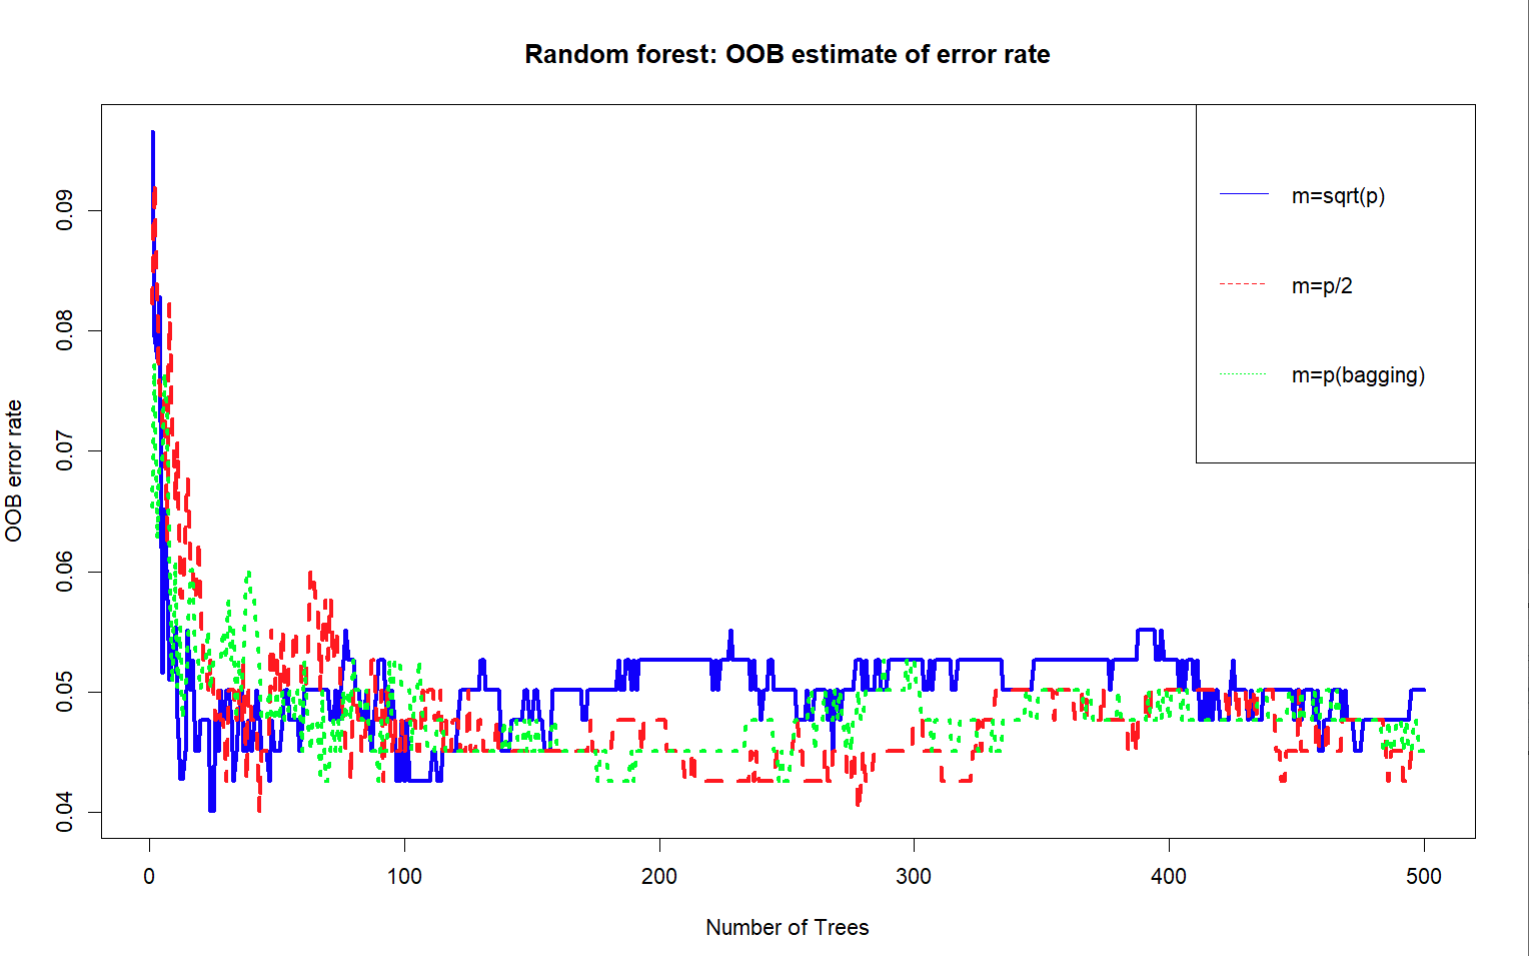 Random forest: OOB estimate of error rate
m=sqrt(p)
m=p/2
m=p(bagging)
OOB error rate
0.09
0.08
0.07
0.06
0.05
0.04
0 100 200 300 400 500
Number of Trees